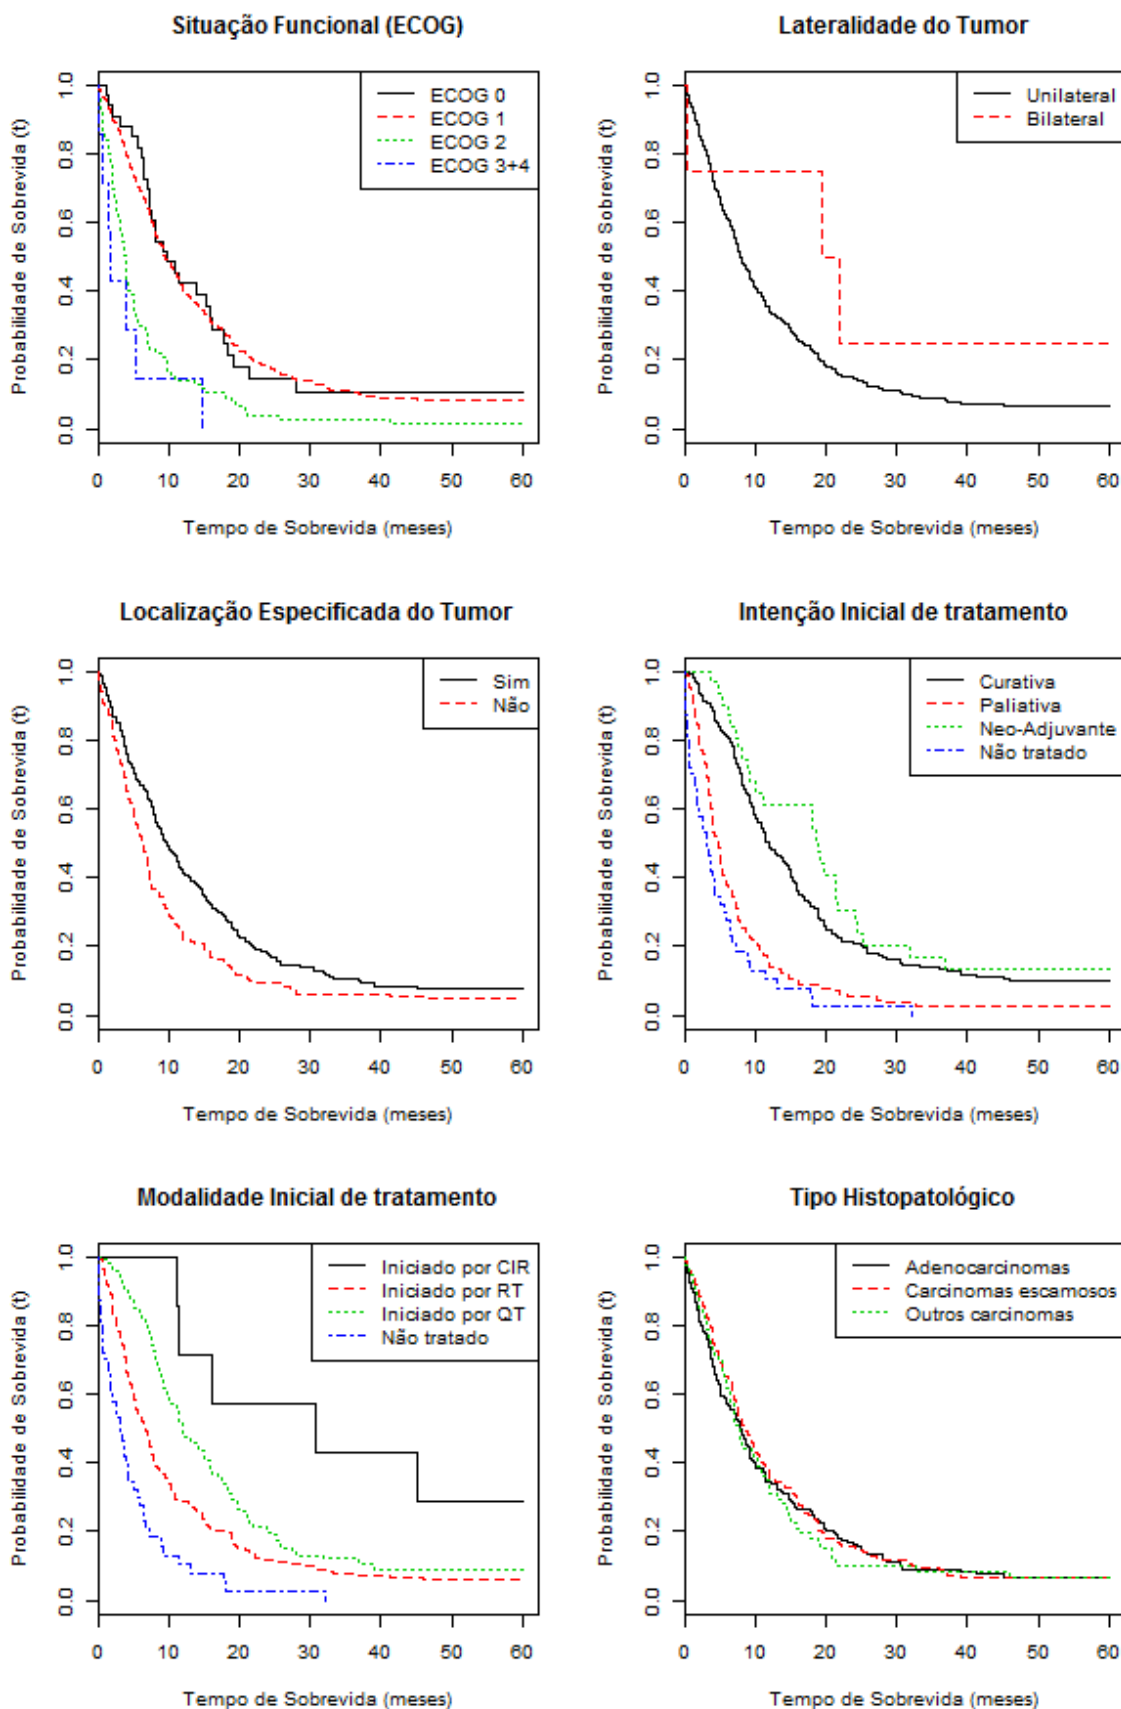 Situação Funcional (ECOG)
Probabilidade de Sobrevida (t)
1.0
0.8
0.6
0.4
0.2
0.0
ECOG 0
ECOG 1
ECOG 2
ECOG 3+4
0 10 20 30 40 50 60
Tempo de Sobrevida (meses)
Lateralidade do Tumor
Probabilidade de Sobrevida (t)
1.0
0.8
0.6
0.4
0.2
0.0
Unilateral
Bilateral
0 10 20 30 40 50 60
Tempo de Sobrevida (meses)
Localização Especificada do Tumor
Probabilidade de Sobrevida (t)
1.0
0.8
0.6
0.4
0.2
0.0
Sim
Não
0 10 20 30 40 50 60
Tempo de Sobrevida (meses)
Intenção Inicial de tratamento
Probabilidade de Sobrevida (t)
1.0
0.8
0.6
0.4
0.2
0.0
Curativa
Paliativa
Neo-Adjuvante
Não tratado
0 10 20 30 40 50 60
Tempo de Sobrevida (meses)
Modalidade Inicial de tratamento
Probabilidade de Sobrevida (t)
1.0
0.8
0.6
0.4
0.2
0.0
Iniciado por CIR
Iniciado por RT
Iniciado por QT
Não tratado
0 10 20 30 40 50 60
Tempo de Sobrevida (meses)
Tipo Histopatológico
Probabilidade de Sobrevida (t)
1.0
0.8
0.6
0.4
0.2
0.0
Adenocarcinomas
Carcinomas escamosos
Outros carcinomas
0 10 20 30 40 50 60
Tempo de Sobrevida (meses)